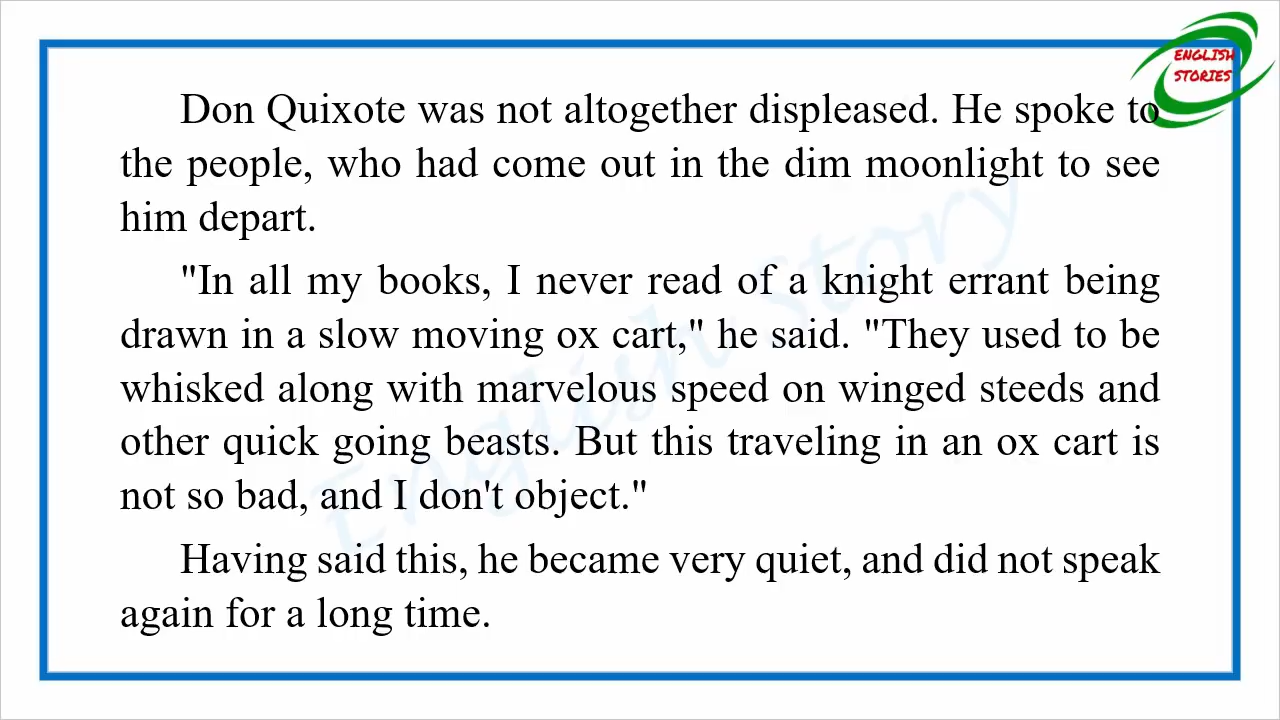 ENGLISH
STORIES
Don Quixote was not altogether displeased. He spoke to
the people, who had come out in the dim moonlight to see
him depart.
"In all my books, I never read of a knight errant being
drawn in a slow moving ox cart," he said. "They used to be
whisked along with marvelous speed on winged steeds and
other quick going beasts. But this traveling in an ox cart is
not so bad, and I don't object."
Having said this, he became very quiet, and did not speak
again for a long time.
English Story